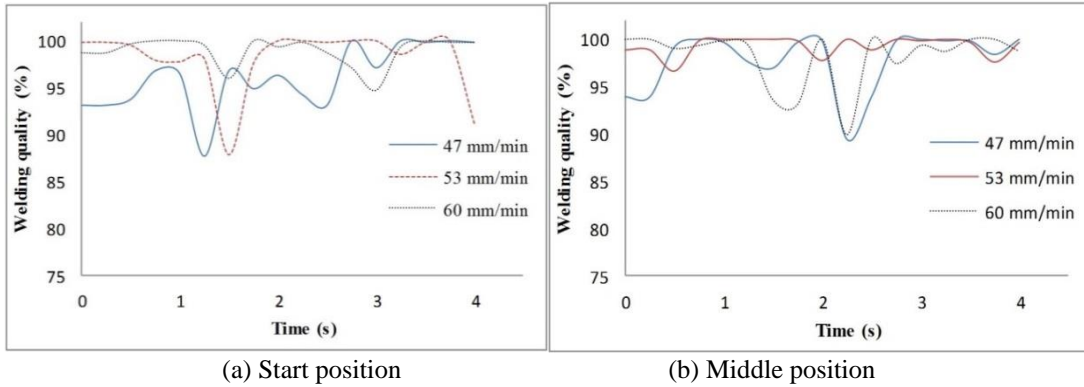 100
95
90
85
80
75
Welding quality (%)
47 mm/min
53 mm/min
60 mm/min
0 1 2 3 4
Time (s)
(a) Start position
100
95
90
85
80
75
Welding quality (%)
47 mm/min
53 mm/min
60 mm/min
0 1 2 3 4
Time (s)
(b) Middle position